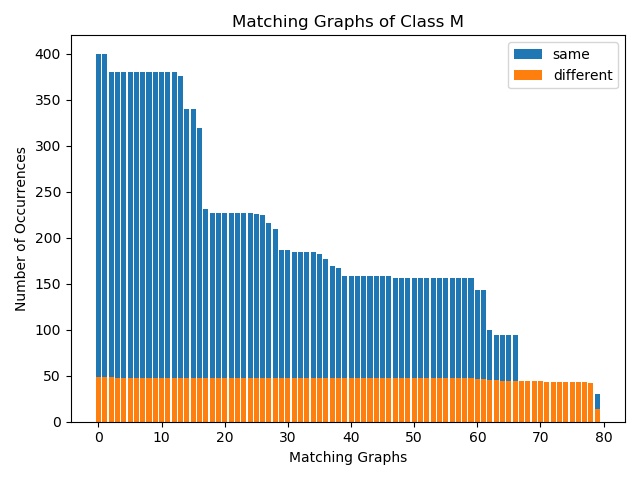 Matching Graphs of Class M
same
different
Number of Occurrences
400
350
300
250
200
150
100
50
0
0 10 20 30 40 50 60 70 80
Matching Graphs